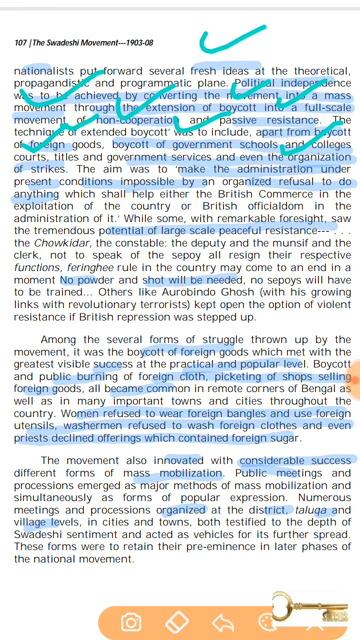 107 |The Swadeshi Movement---1903-08
nationalists put forward several fresh ideas at the theoretical,
propagandistic and programmatic plane. Political independence
was to be achieved by converting the movement into a mass
movement through the extension of boycott into a full-scale
movement of non-cooperation and passive resistance. The
technique of extended boycott' was to include, apart from boycott
of foreign goods, boycott of government schools and colleges
courts, titles and government services and even the organization
of strikes. The aim was to 'make the administration under
present conditions impossible by an organized refusal to do
anything which shall help either the British Commerce in the
exploitation of the country or British officialdom in the
administration of it.' While some, with remarkable foresight, saw
the tremendous potential of large scale peaceful resistance--- . . .
the Chowkidar, the constable; the deputy and the munsif and the
clerk, not to speak of the sepoy all resign their respective
functions, feringhee rule in the country may come to an end in a
moment No powder and shot will be needed, no sepoys will have
to be trained... Others like Aurobindo Ghosh (with his growing
links with revolutionary terrorists) kept open the option of violent
resistance if British repression was stepped up.
Among the several forms of struggle thrown up by the
movement, it was the boycott of foreign goods which met with the
greatest visible success at the practical and popular level. Boycott
and public burning of foreign cloth, picketing of shops selling
foreign goods, all became common in remote corners of Bengal as
well as in many important towns and cities throughout the
country. Women refused to wear foreign bangles and use foreign
utensils, washermen refused to wash foreign clothes and even
priests declined offerings which contained foreign sugar.
The movement also innovated with considerable success
different forms of mass mobilization. Public meetings and
processions emerged as major methods of mass mobilization and
simultaneously as forms of popular expression. Numerous
meetings and processions organized at the district, taluqa and
village levels, in cities and towns, both testified to the depth of
Swadeshi sentiment and acted as vehicles for its further spread.
These forms were to retain their pre-eminence in later phases of
the national movement.